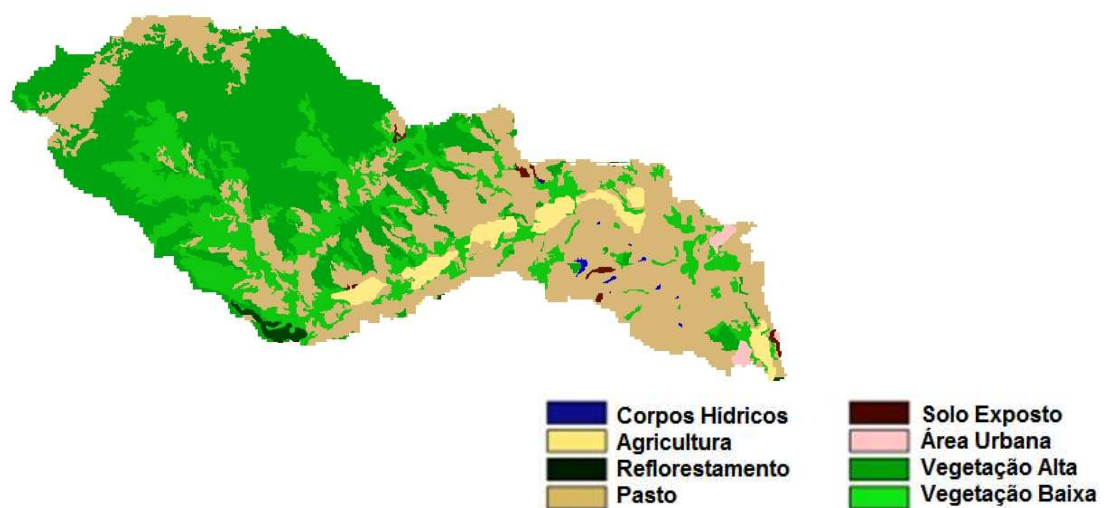 Corpos Hídricos
Agricultura
Reflorestamento
Pasto
Solo Exposto
Área Urbana
Vegetação Alta
Vegetação Baixa